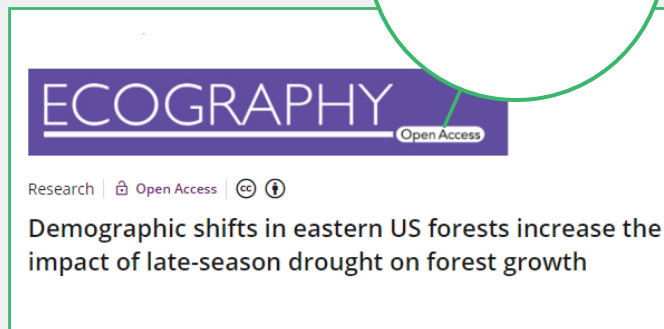 ECOGRAPHY
Open Access
Research Open Access
Demographic shifts in eastern US forests increase the
impact of late-season drought on forest growth